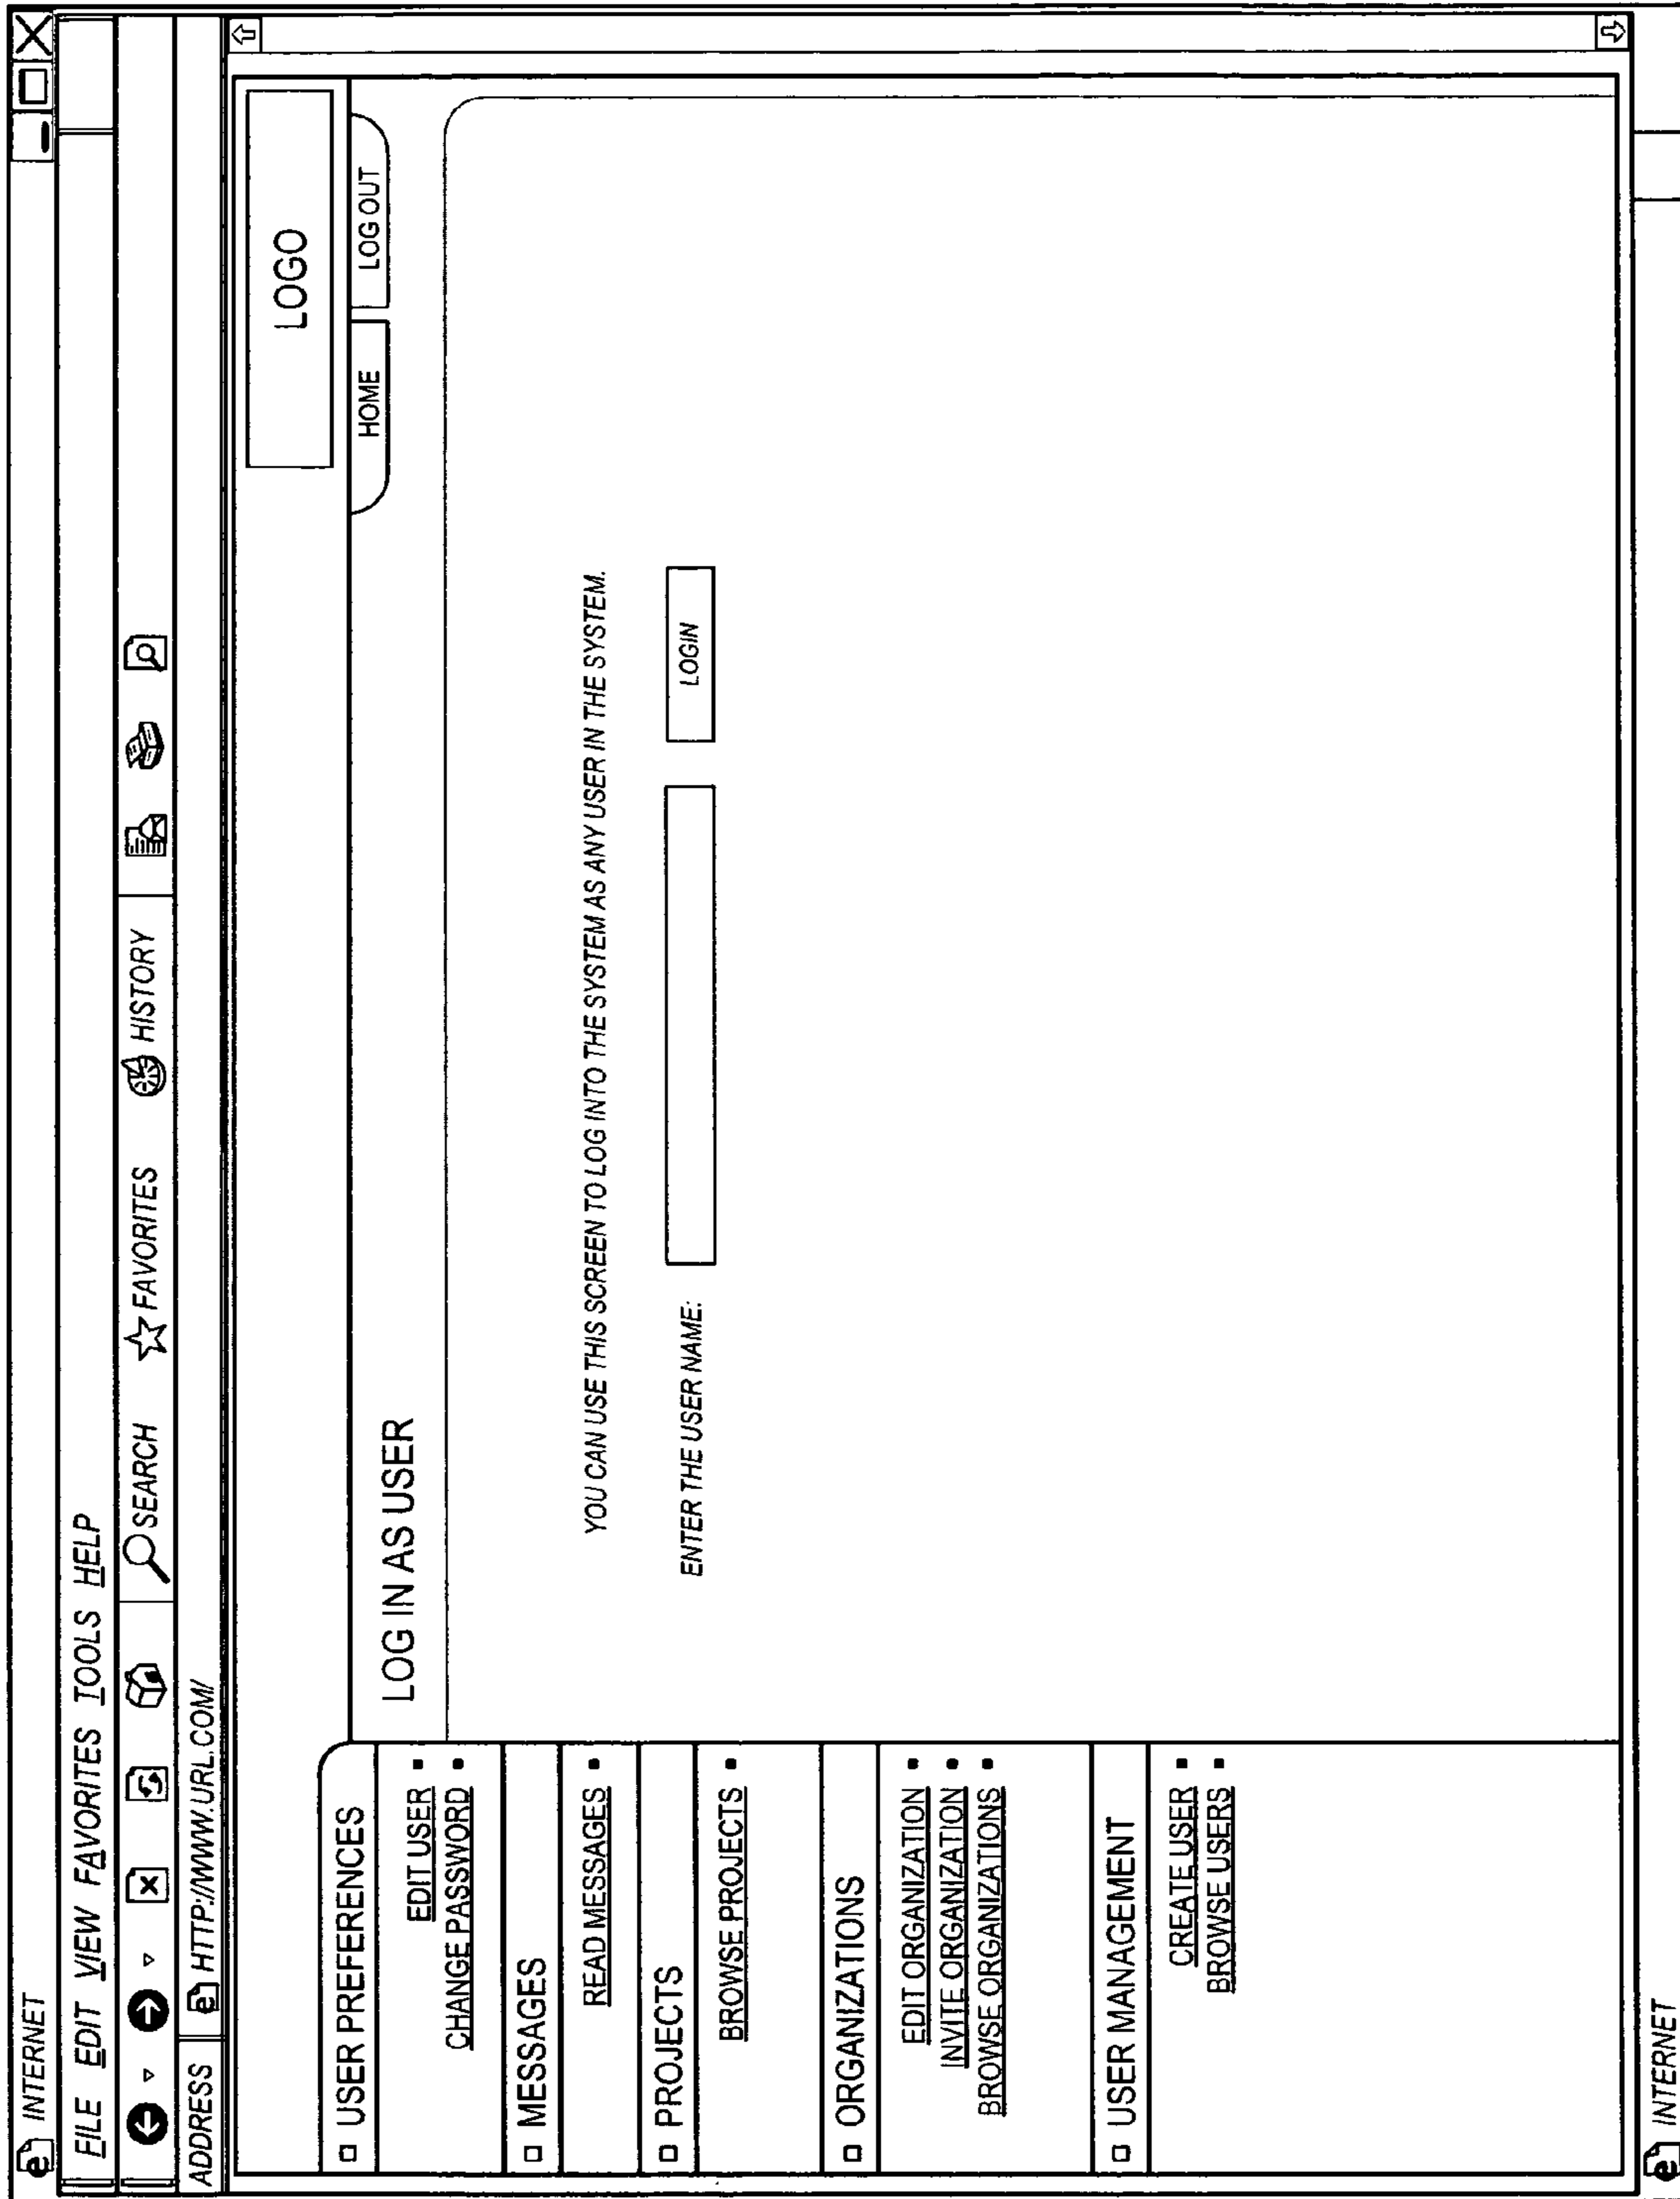 INTERNET
FILE EDIT VIEW FAVORITES TOOLS HELP
SEARCH FAVORITES HISTORY
ADDRESS HTTP://WWW.URL.COM/
LOGO
HOME LOG OUT
USER PREFERENCES
EDIT USER
CHANGE PASSWORD
MESSAGES
READ MESSAGES
PROJECTS
BROWSE PROJECTS
ORGANIZATIONS
EDIT ORGANIZATION
INVITE ORGANIZATION
BROWSE ORGANIZATIONS
USER MANAGEMENT
CREATE USER
BROWSE USERS
LOG IN AS USER
YOU CAN USE THIS SCREEN TO LOG INTO THE SYSTEM AS ANY USER IN THE SYSTEM.
ENTER THE USER NAME: LOGIN
INTERNET